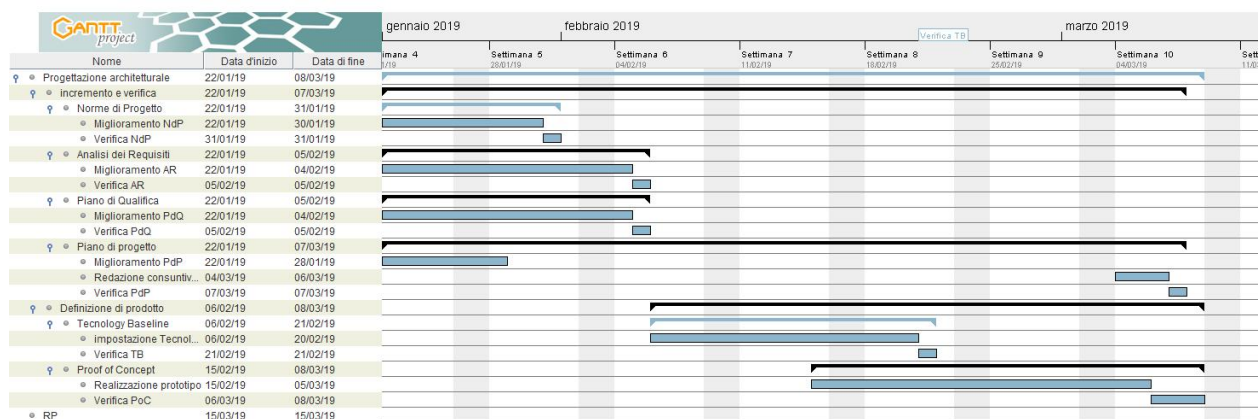 GANTT project
gennaio 2019
febbraio 2019
marzo 2019
Verifica TB
Nome Data d'inizio Data di fine
imana 4
Settimana 5
Settimana 6
Settimana 7
Settimana 8
Settimana 9
Settimana 10
Sett
1/19
28/01/19
04/02/19
11/02/19
18/02/19
25/02/19
04/03/19
11/03
Progettazione architetturale 22/01/19 08/03/19
incremento e verifica 22/01/19 07/03/19
Norme di Progetto 22/01/19 31/01/19
Miglioramento NdP 22/01/19 30/01/19
Verifica NdP 31/01/19 31/01/19
Analisi dei Requisiti 22/01/19 05/02/19
Miglioramento AR 22/01/19 04/02/19
Verifica AR 05/02/19 05/02/19
Piano di Qualifica 22/01/19 05/02/19
Miglioramento PdQ 22/01/19 04/02/19
Verifica PdQ 05/02/19 05/02/19
Piano di progetto 22/01/19 07/03/19
Miglioramento PdP 22/01/19 28/01/19
Redazione consuntiv... 04/03/19 06/03/19
Verifica PdP 07/03/19 07/03/19
Definizione di prodotto 06/02/19 08/03/19
Tecnology Baseline 06/02/19 21/02/19
impostazione Tecnol... 06/02/19 20/02/19
Verifica TB 21/02/19 21/02/19
Proof of Concept 15/02/19 08/03/19
Realizzazione prototipo 15/02/19 05/03/19
Verifica PoC 06/03/19 08/03/19
RP 15/03/19 15/03/19